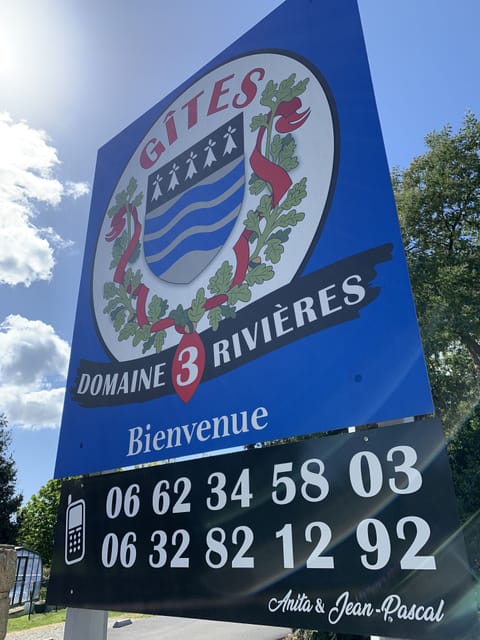 GÎTES
DOMAINE 3 RIVIÈRES
Bienvenue
06 62 34 58 03
06 32 82 12 92
Anita & Jean-Pascal